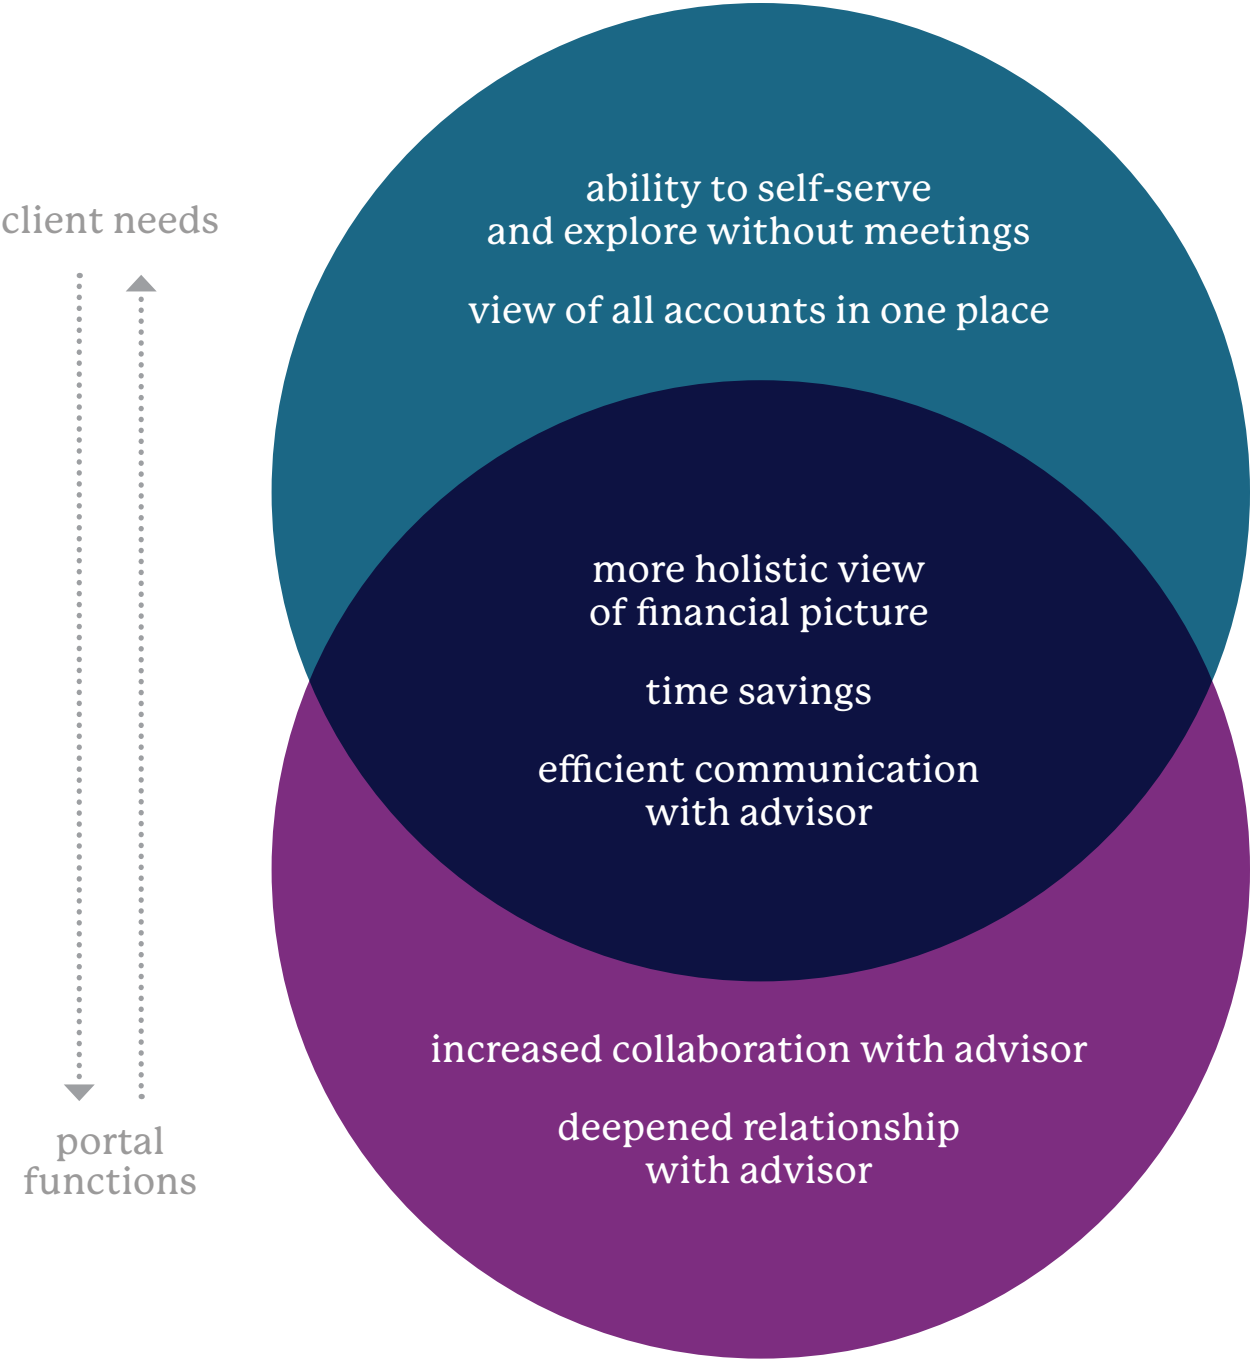 client needs
portal
functions
ability to self-serve
and explore without meetings
view of all accounts in one place
more holistic view
of financial picture
time savings
efficient communication
with advisor
increased collaboration with advisor
deepened relationship
with advisor